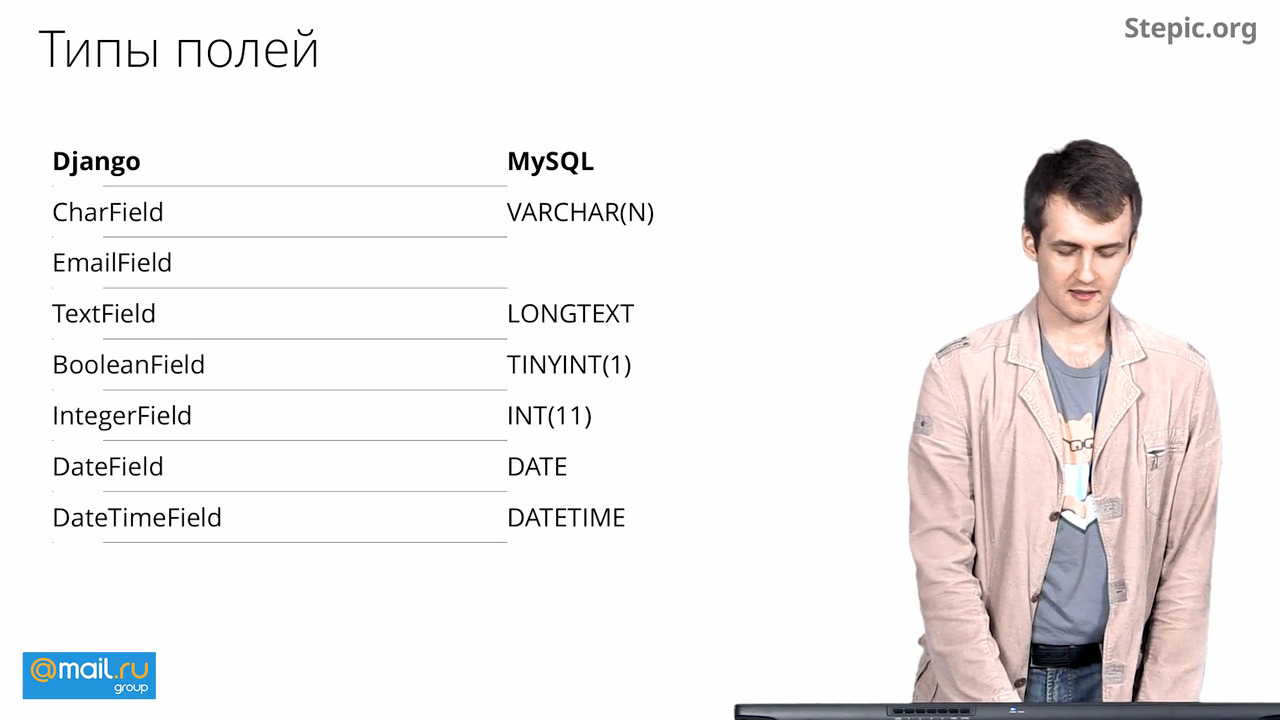 Типы полей
Stepic.org
Django MySQL
CharField VARCHAR(N)
EmailField
TextField LONGTEXT
BooleanField TINYINT(1)
IntegerField INT(11)
DateField DATE
DateTimeField DATETIME
@mail.ru
group